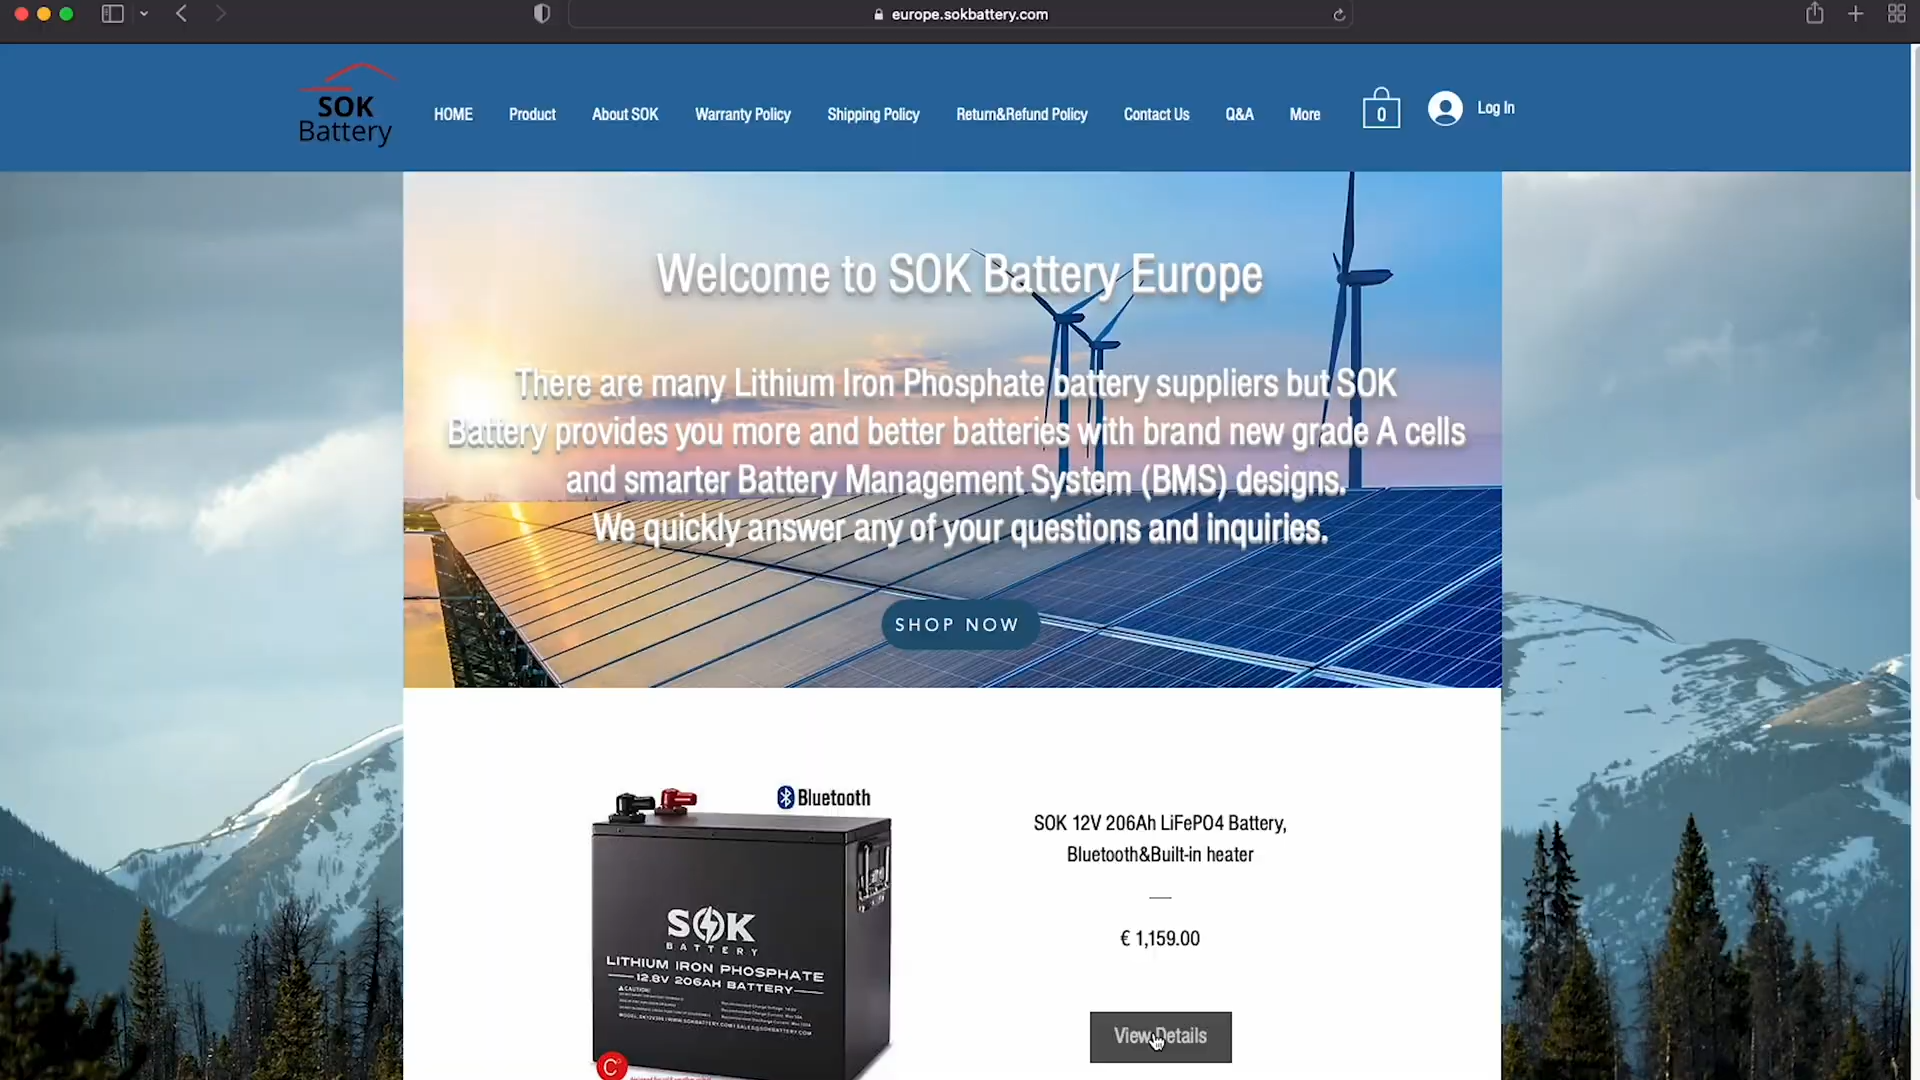 europe.sokbattery.com
SOK
Battery
HOME
Product
About SOK
Warranty Policy
Shipping Policy
Return&Refund Policy
Contact Us
Q&A
More
0
Log In
Welcome to SOK Battery Europe
There are many Lithium Iron Phosphate battery suppliers but SOK
Battery provides you more and better batteries with brand new grade A cells
and smarter Battery Management System (BMS) designs.
We quickly answer any of your questions and inquiries.
SHOP NOW
Bluetooth
SOK
BATTERY
LITHIUM IRON PHOSPHATE
12.8V 206AH BATTERY
CAUTION:
C°
SOK 12V 206Ah LiFePO4 Battery,
Bluetooth&Built-in heater
€ 1,159.00
View Details